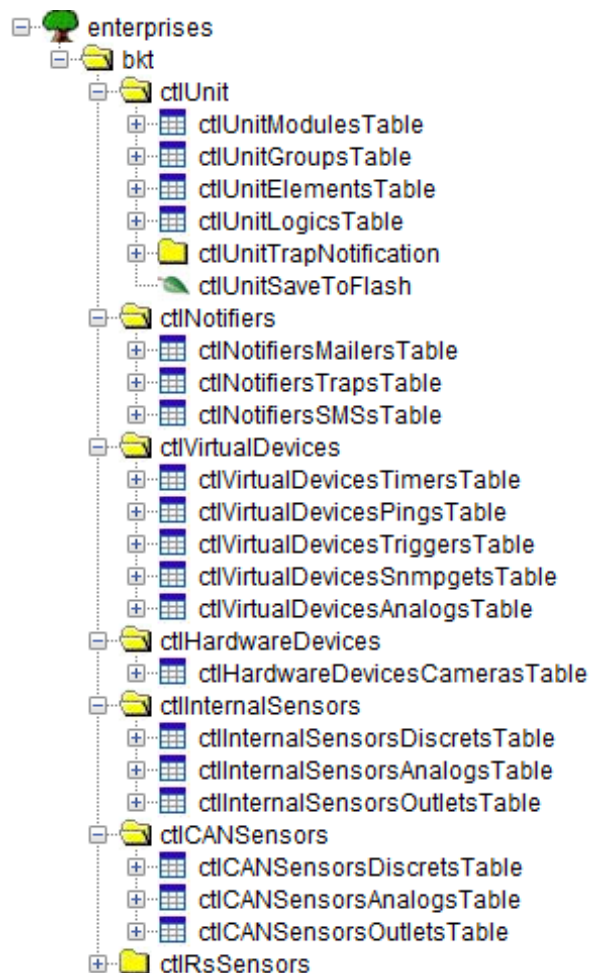 enterprises
bkt
ctlUnit
ctlUnitModulesTable
ctlUnitGroupsTable
ctlUnitElementsTable
ctlUnitLogicsTable
ctlUnitTrapNotification
ctlUnitSaveToFlash
ctlNotifiers
ctlNotifiersMailersTable
ctlNotifiersTrapsTable
ctlNotifiersSMSsTable
ctlVirtualDevices
ctlVirtualDevicesTimersTable
ctlVirtualDevicesPingsTable
ctlVirtualDevicesTriggersTable
ctlVirtualDevicesSnmpgetsTable
ctlVirtualDevicesAnalogsTable
ctlHardwareDevices
ctlHardwareDevicesCamerasTable
ctlInternalSensors
ctlInternalSensorsDiscretsTable
ctlInternalSensorsAnalogsTable
ctlInternalSensorsOutletsTable
ctlCANSensors
ctlCANSensorsDiscretsTable
ctlCANSensorsAnalogsTable
ctlCANSensorsOutletsTable
ctlRsSensors